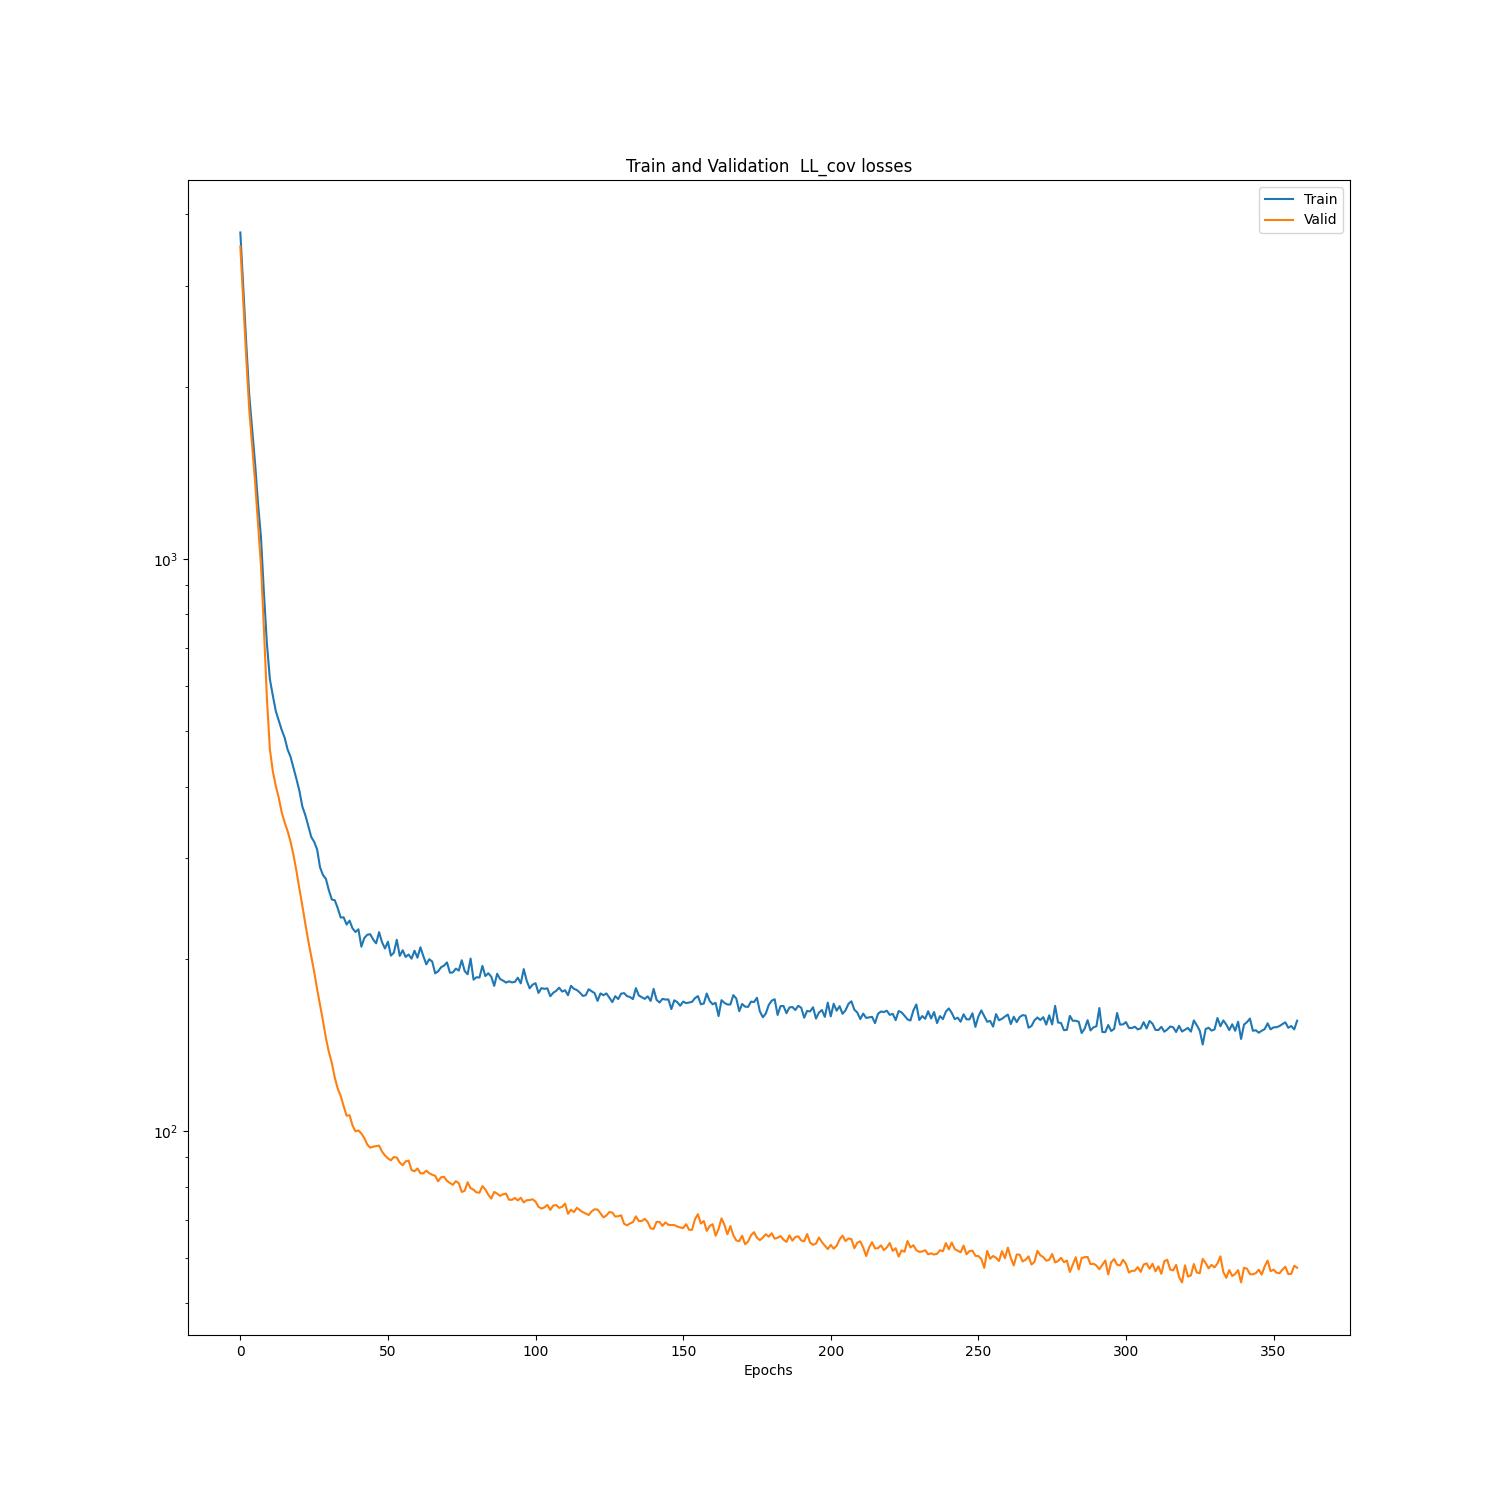 Train and Validation  LL_cov losses
Train
Valid
10³
10²
0 50 100 150 200 250 300 350
Epochs